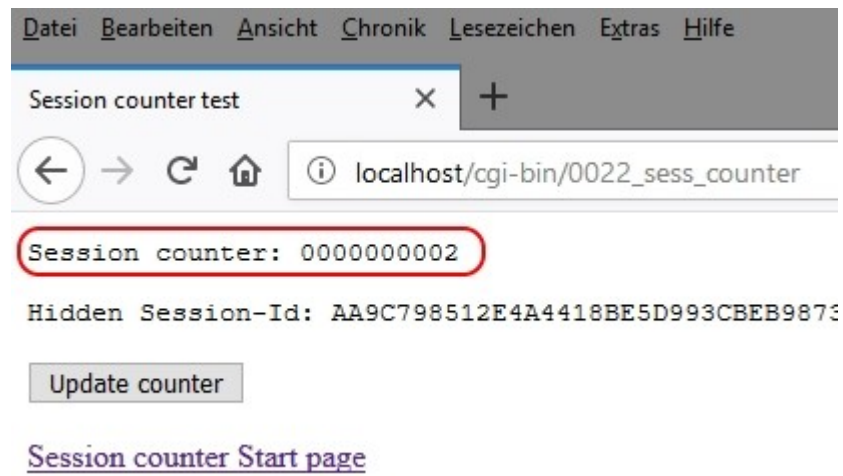 Datei Bearbeiten Ansicht Chronik Lesezeichen Extras Hilfe
Session counter test
localhost/cgi-bin/0022_sess_counter
Session counter: 0000000002
Hidden Session-Id: AA9C798512E4A4418BE5D993CBEB9873
Update counter
Session counter Start page